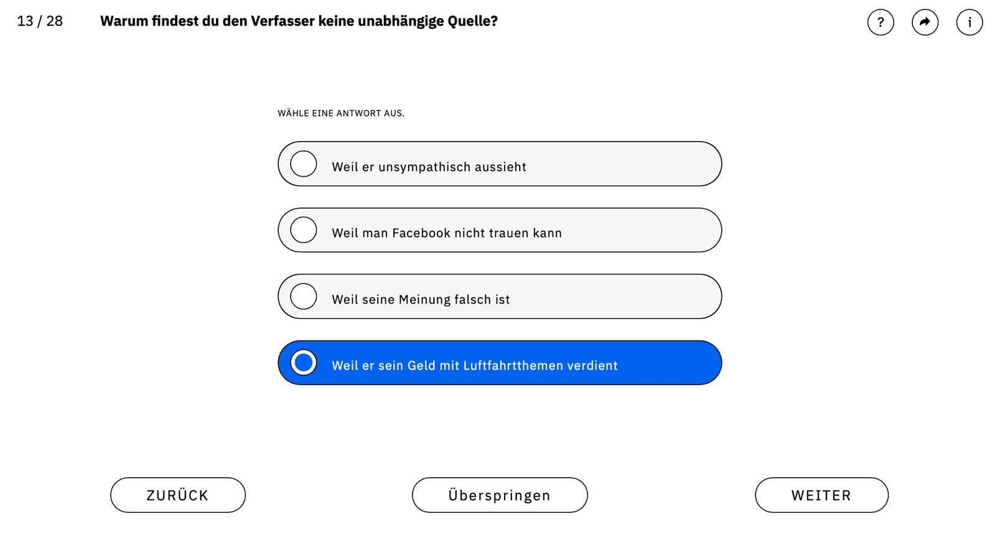 13 / 28
Warum findest du den Verfasser keine unabhängige Quelle?
?
i
WÄHLE EINE ANTWORT AUS.
Weil er unsympathisch aussieht
Weil man Facebook nicht trauen kann
Weil seine Meinung falsch ist
Weil er sein Geld mit Luftfahrtthemen verdient
ZURÜCK
Überspringen
WEITER